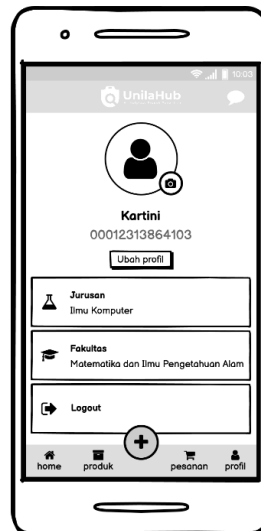 10:03
UnilaHub
Kartini
00012313864103
Ubah profil
Jurusan
Ilmu Komputer
Fakultas
Matematika dan Ilmu Pengetahuan Alam
Logout
home produk pesanan profil